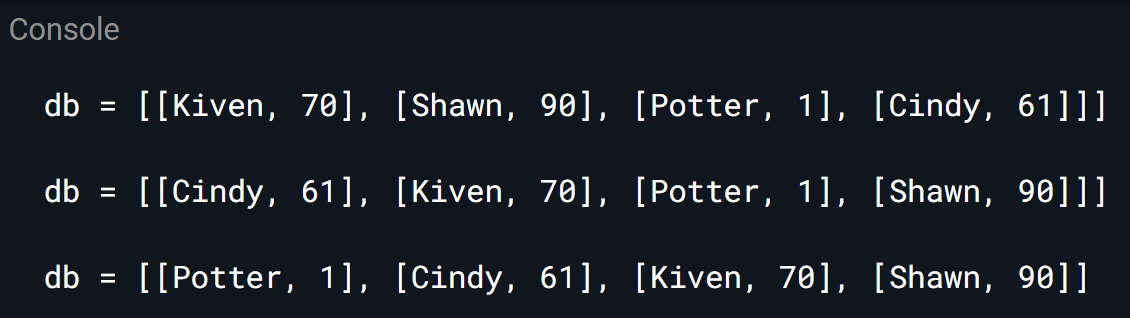 Console
db = [[Kiven, 70], [Shawn, 90], [Potter, 1], [Cindy, 61]]]
db = [[Cindy, 61], [Kiven, 70], [Potter, 1], [Shawn, 90]]]
db = [[Potter, 1], [Cindy, 61], [Kiven, 70], [Shawn, 90]]